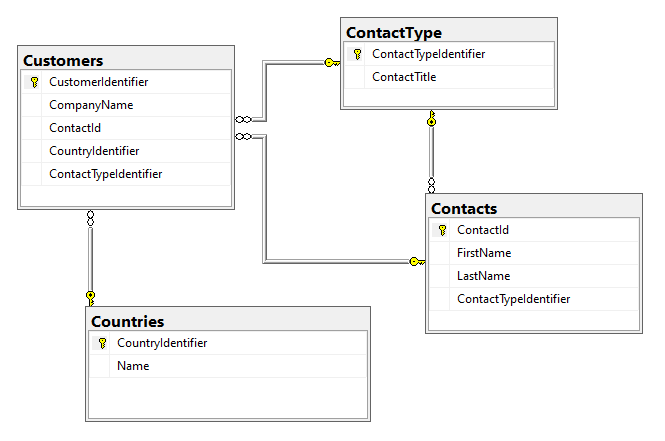 Customers
CustomerIdentifier
CompanyName
ContactId
CountryIdentifier
ContactTypeIdentifier
ContactType
ContactTypeIdentifier
ContactTitle
Contacts
ContactId
FirstName
LastName
ContactTypeIdentifier
Countries
CountryIdentifier
Name